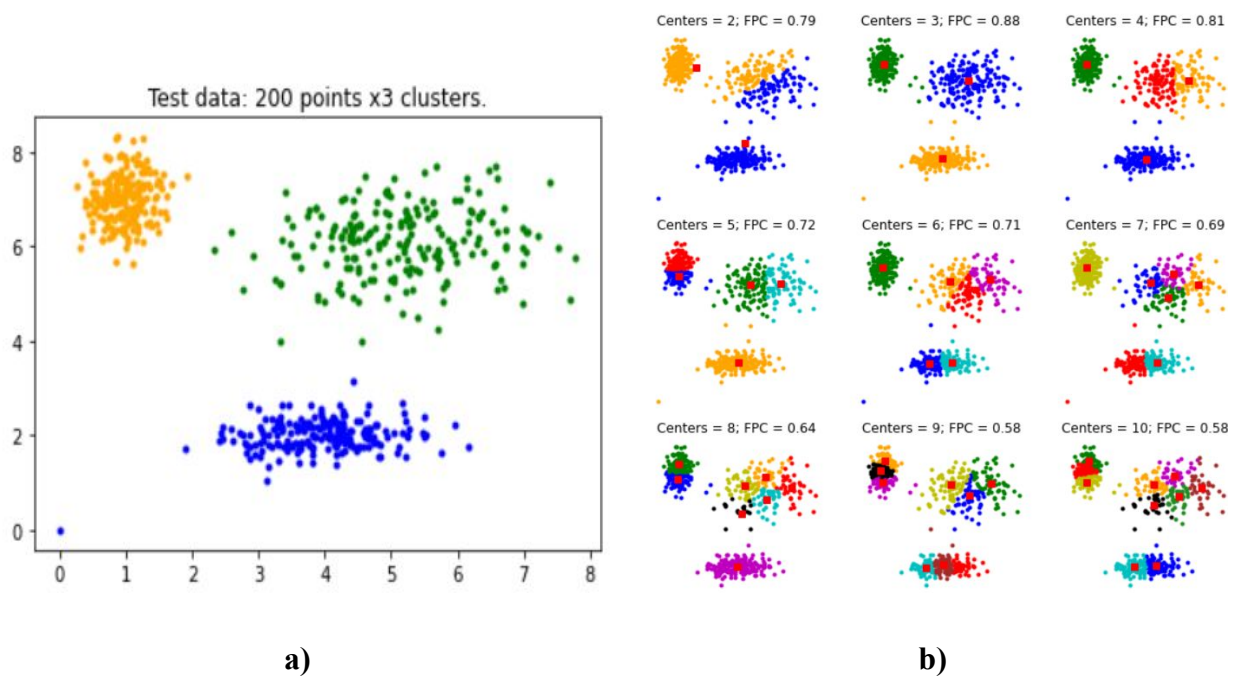 Test data: 200 points x3 clusters.
8
6
4
2
0
0 1 2 3 4 5 6 7 8
a)
Centers = 2; FPC = 0.79
Centers = 3; FPC = 0.88
Centers = 4; FPC = 0.81
Centers = 5; FPC = 0.72
Centers = 6; FPC = 0.71
Centers = 7; FPC = 0.69
Centers = 8; FPC = 0.64
Centers = 9; FPC = 0.58
Centers = 10; FPC = 0.58
b)